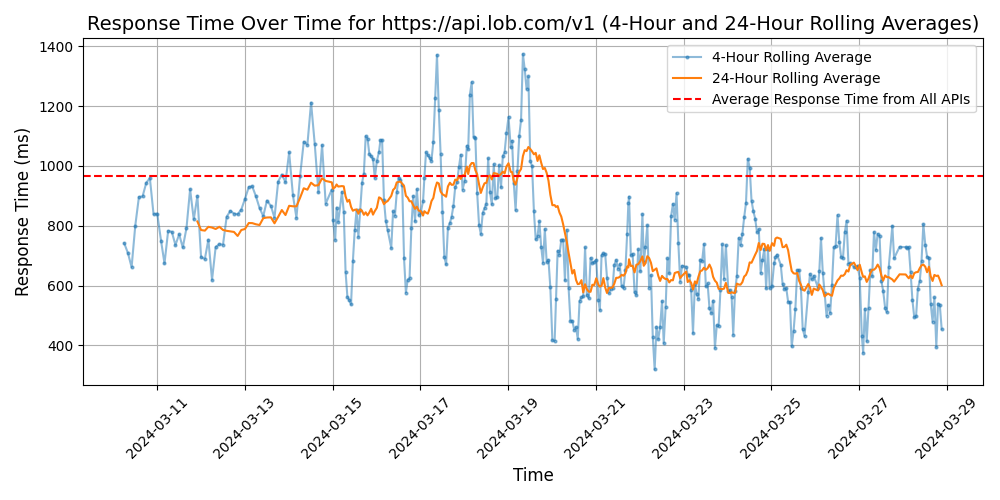 Response Time Over Time for https://api.lob.com/v1 (4-Hour and 24-Hour Rolling Averages)
4-Hour Rolling Average
24-Hour Rolling Average
Average Response Time from All APIs
Response Time (ms)
1400
1200
1000
800
600
400
2024-03-11
2024-03-13
2024-03-15
2024-03-17
2024-03-19
2024-03-21
2024-03-23
2024-03-25
2024-03-27
2024-03-29
Time